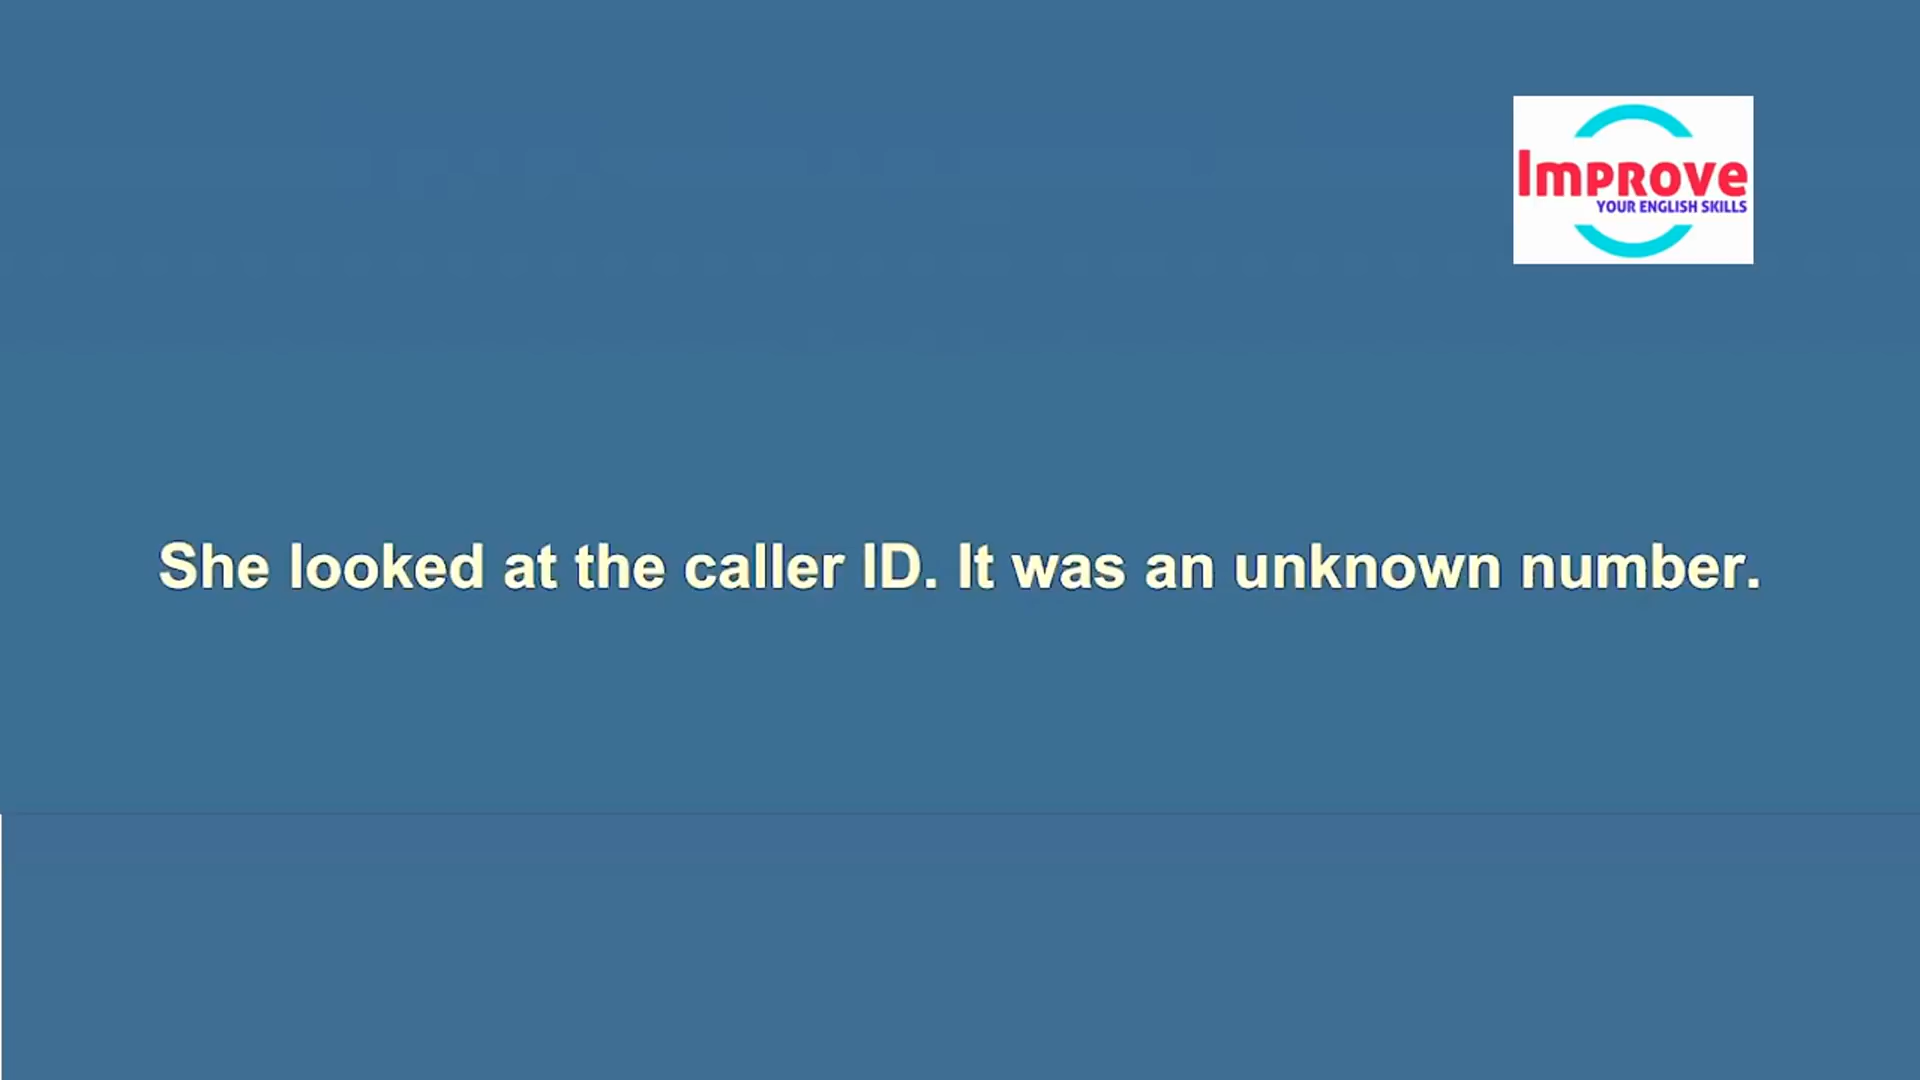 Improve
YOUR ENGLISH SKILLS
She looked at the caller ID. It was an unknown number.